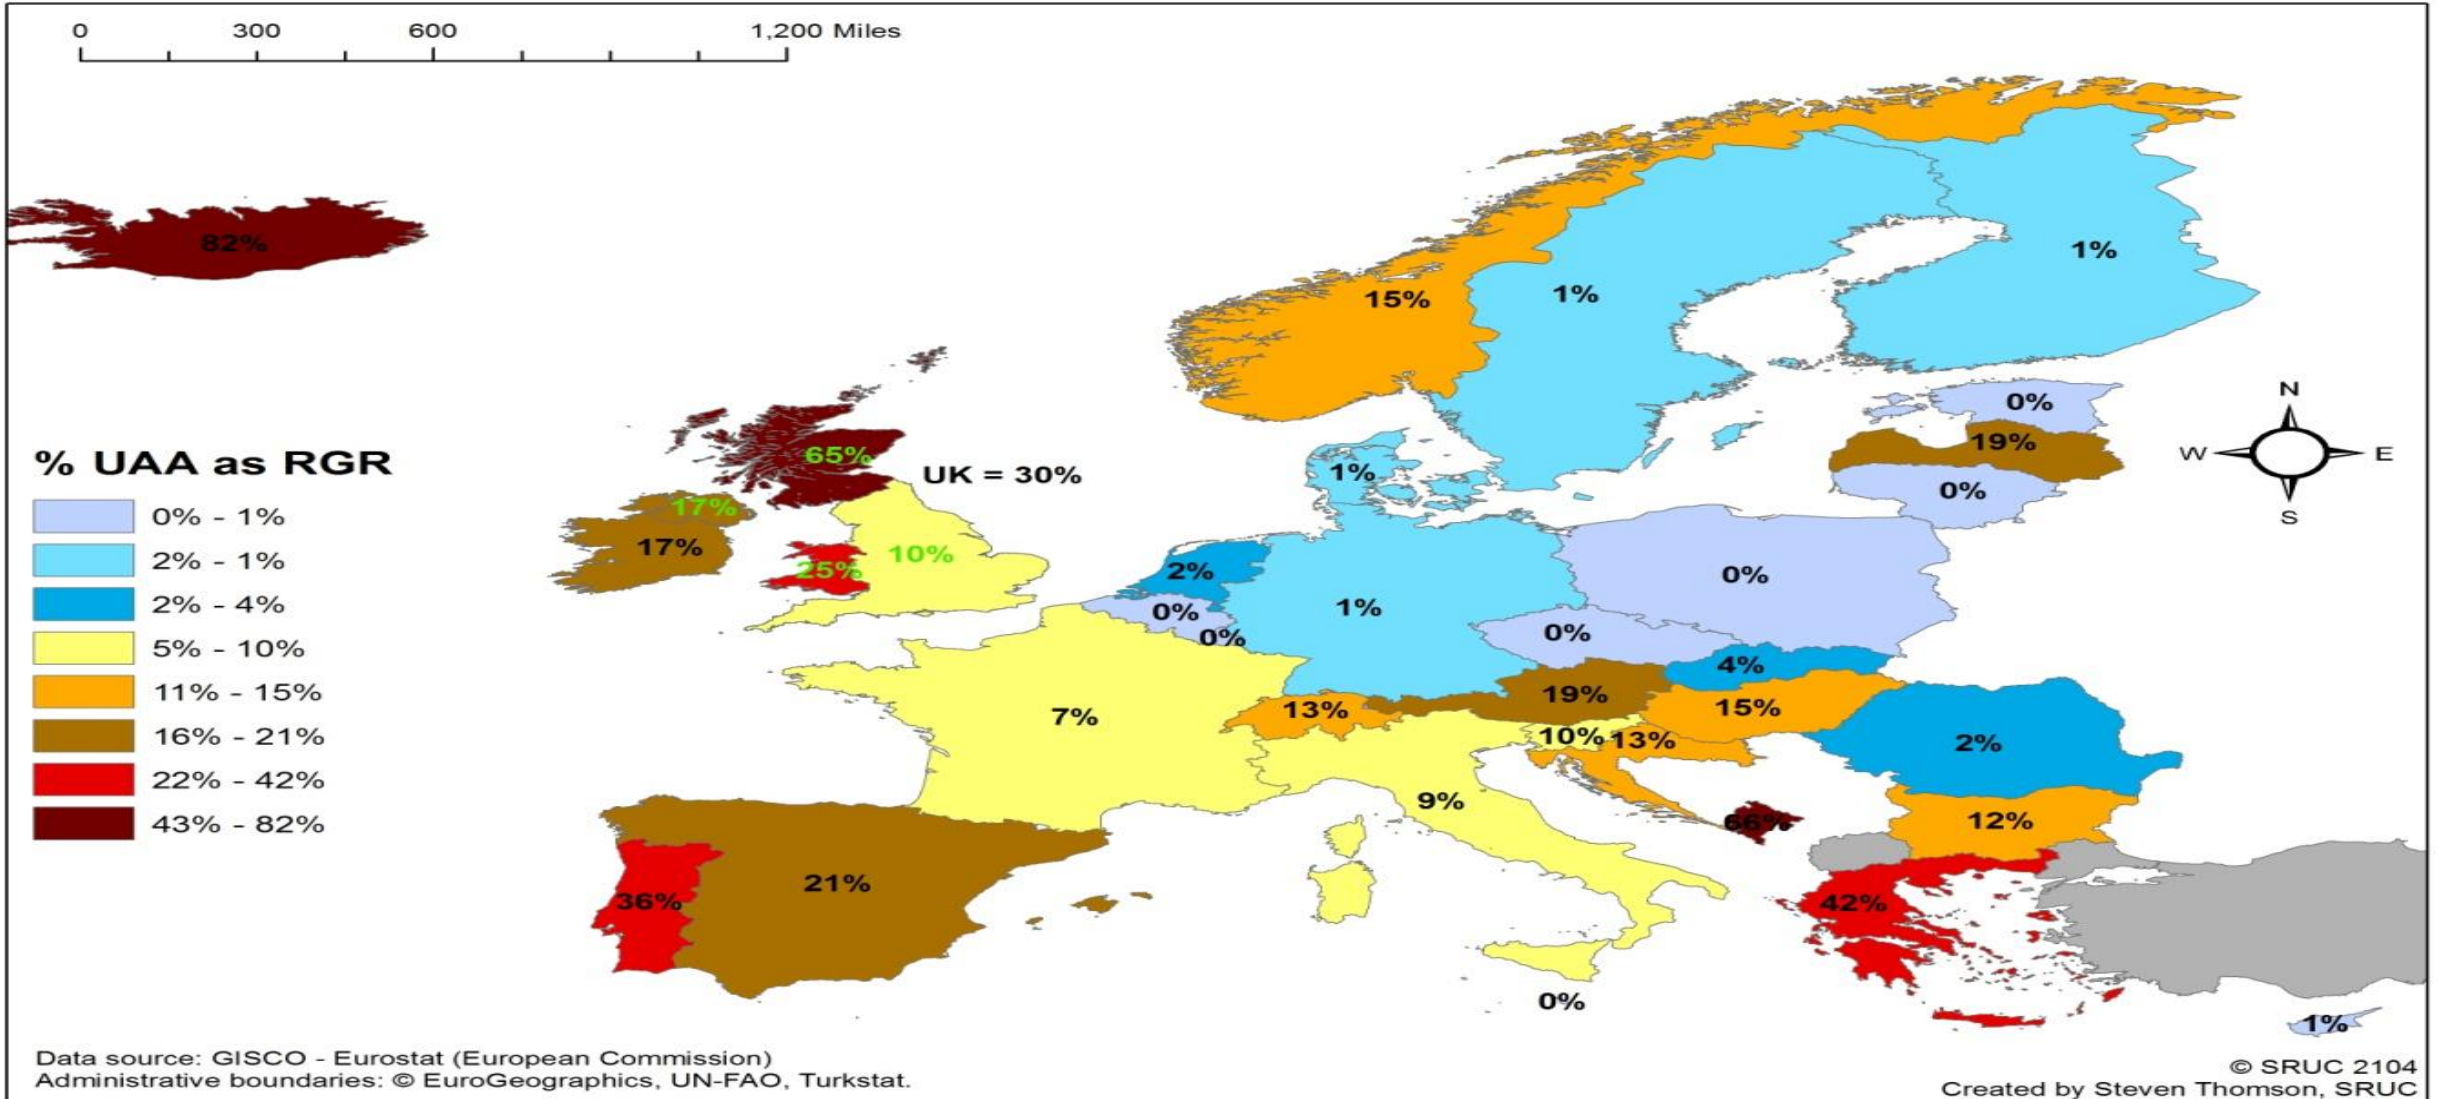 0 300 600 1,200 Miles
82%
15%
1%
1%
N
W E
S
0%
19%
0%
65%
UK = 30%
17%
17%
10%
25%
1%
% UAA as RGR
0% - 1%
2% - 1%
2% - 4%
5% - 10%
11% - 15%
16% - 21%
22% - 42%
43% - 82%
2%
0%
0%
1%
0%
0%
4%
19%
15%
13%
7%
10%
13%
2%
9%
66%
12%
21%
36%
42%
0%
1%
Data source: GISCO - Eurostat (European Commission)
Administrative boundaries: © EuroGeographics, UN-FAO, Turkstat.
© SRUC 2104
Created by Steven Thomson, SRUC